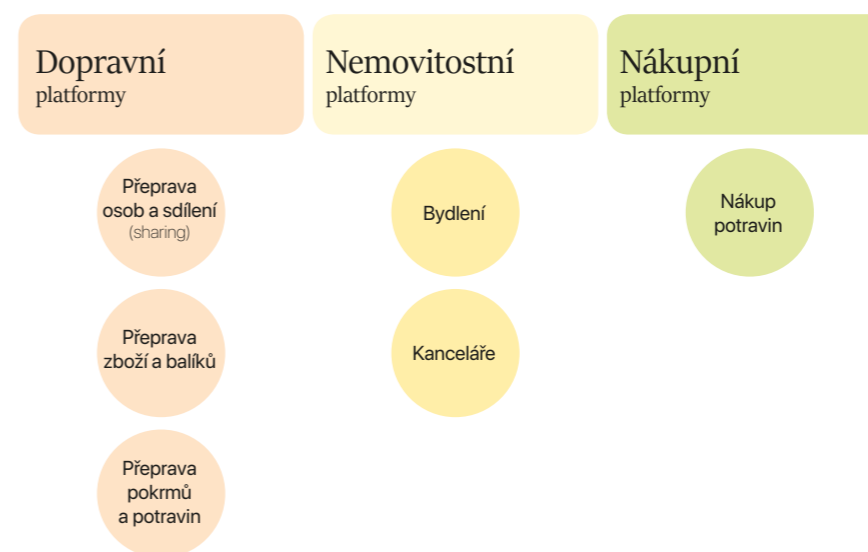 Dopravní
platformy
Nemovitostní
platformy
Nákupní
platformy
Přeprava
osob a sdílení
(sharing)
Přeprava
zboží a balíků
Přeprava
pokrmů
a potravin
Bydlení
Kanceláře
Nákup
potravin